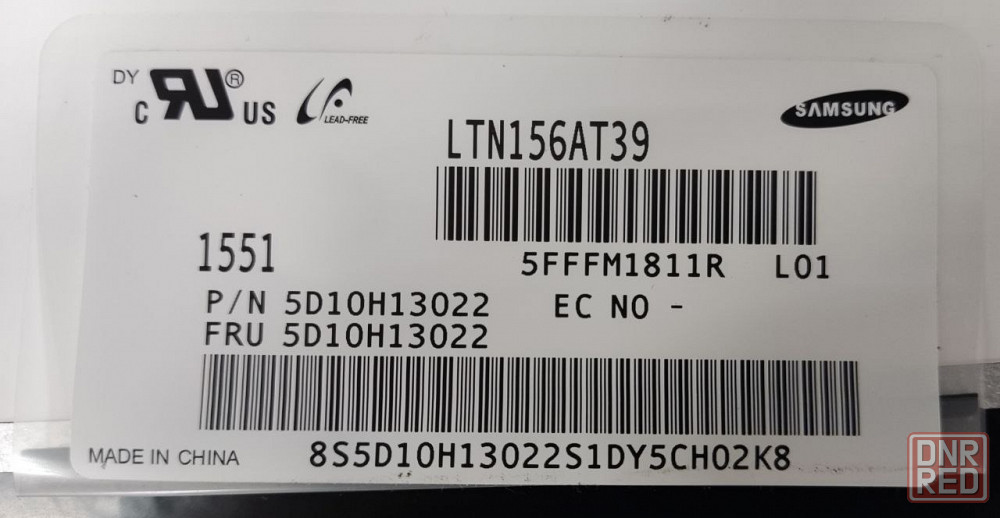 DY
C RU ® US
LEAD-FREE
SAMSUNG
LTN156AT39
1551
5FFFM1811R L01
P/N 5D10H13022 EC NO -
FRU 5D10H13022
MADE IN CHINA
8S5D10H13022S1DY5CH02K8
DNR
RED